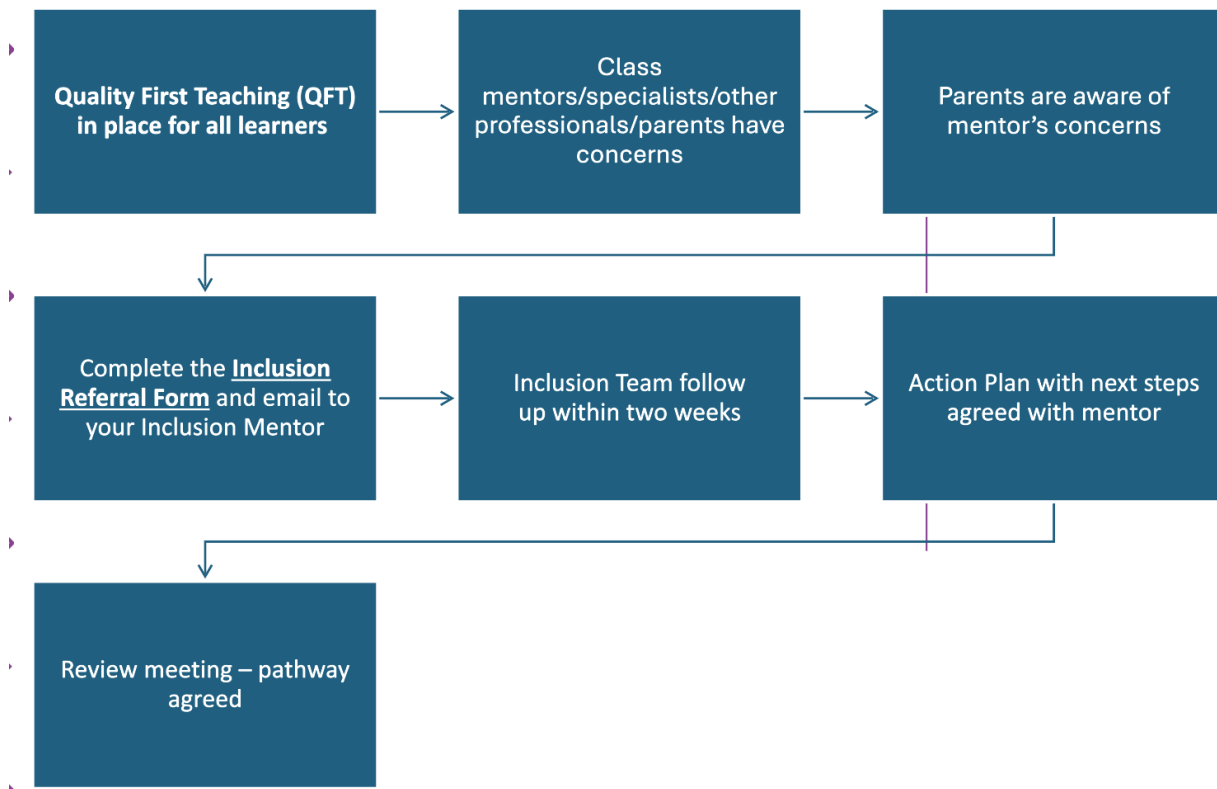 Quality First Teaching (QFT)
in place for all learners
Class
mentors/specialists/other
professionals/parents have
concerns
Parents are aware of
mentor’s concerns
Complete the Inclusion
Referral Form and email to
your Inclusion Mentor
Inclusion Team follow
up within two weeks
Action Plan with next steps
agreed with mentor
Review meeting – pathway
agreed